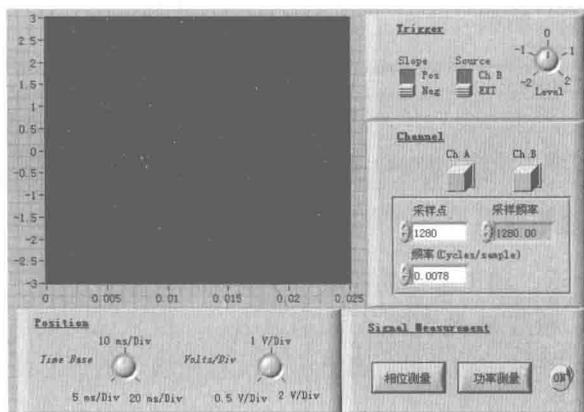 3
2.5
2
1.5
1
0.5
0
-0.5
-1
-1.5
-2
-2.5
-3
0 0.005 0.01 0.015 0.02 0.025
Trigger
Slope Source
Pos Ch B
Neg EXT
0
-1 1
-2 2
Level
Channel
Ch A Ch B
采样点 采样频率
1280 1280.00
频率(Cycles/sample)
0.0078
Position
10 ms/Div 1 V/Div
Time Base Volts/Div
5 ms/Div 20 ms/Div 0.5 V/Div 2 V/Div
Signal Measurement
相位测量 功率测量 ON